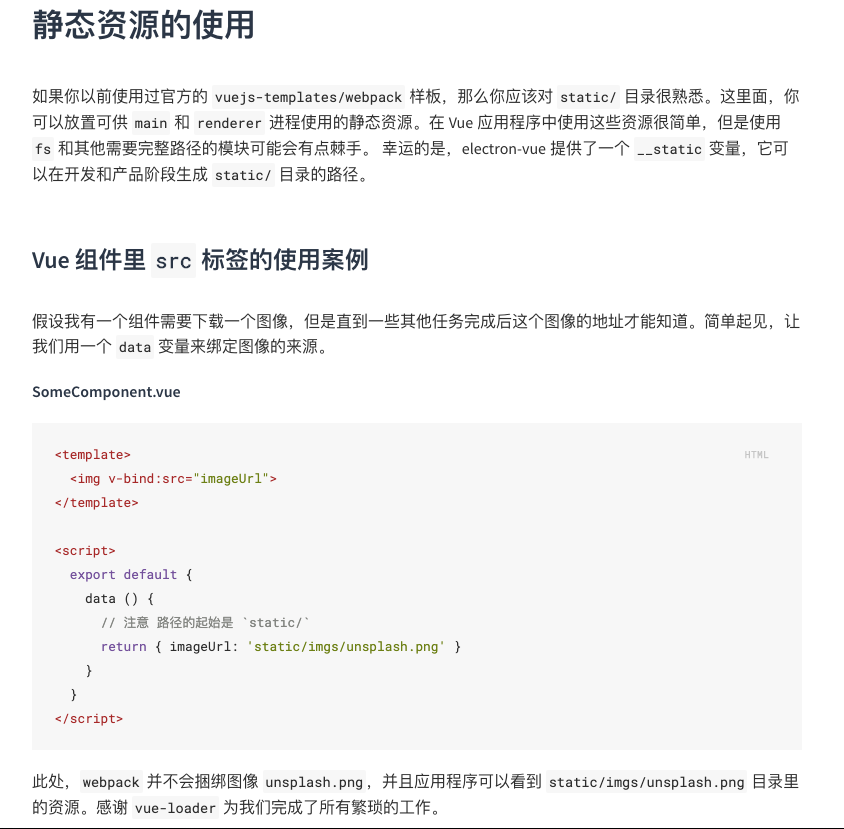 静态资源的使用
如果你以前使用过官方的 vuejs-templates/webpack 样板，那么你应该对 static/ 目录很熟悉。这里面，你
可以放置可供 main 和 renderer 进程使用的静态资源。在 Vue 应用程序中使用这些资源很简单，但是使用
fs 和其他需要完整路径的模块可能会有点棘手。 幸运的是，electron-vue 提供了一个 __static 变量，它可
以在开发和产品阶段生成 static/ 目录的路径。
Vue 组件里 src 标签的使用案例
假设我有一个组件需要下载一个图像，但是直到一些其他任务完成后这个图像的地址才能知道。简单起见，让
我们用一个 data 变量来绑定图像的来源。
SomeComponent.vue
HTML
<template>
  <img v-bind:src="imageUrl">
</template>
<script>
  export default {
    data () {
      // 注意 路径的起始是 `static/`
      return { imageUrl: 'static/imgs/unsplash.png' }
    }
  }
</script>
此处， webpack 并不会捆绑图像 unsplash.png，并且应用程序可以看到 static/imgs/unsplash.png 目录里
的资源。感谢 vue-loader 为我们完成了所有繁琐的工作。